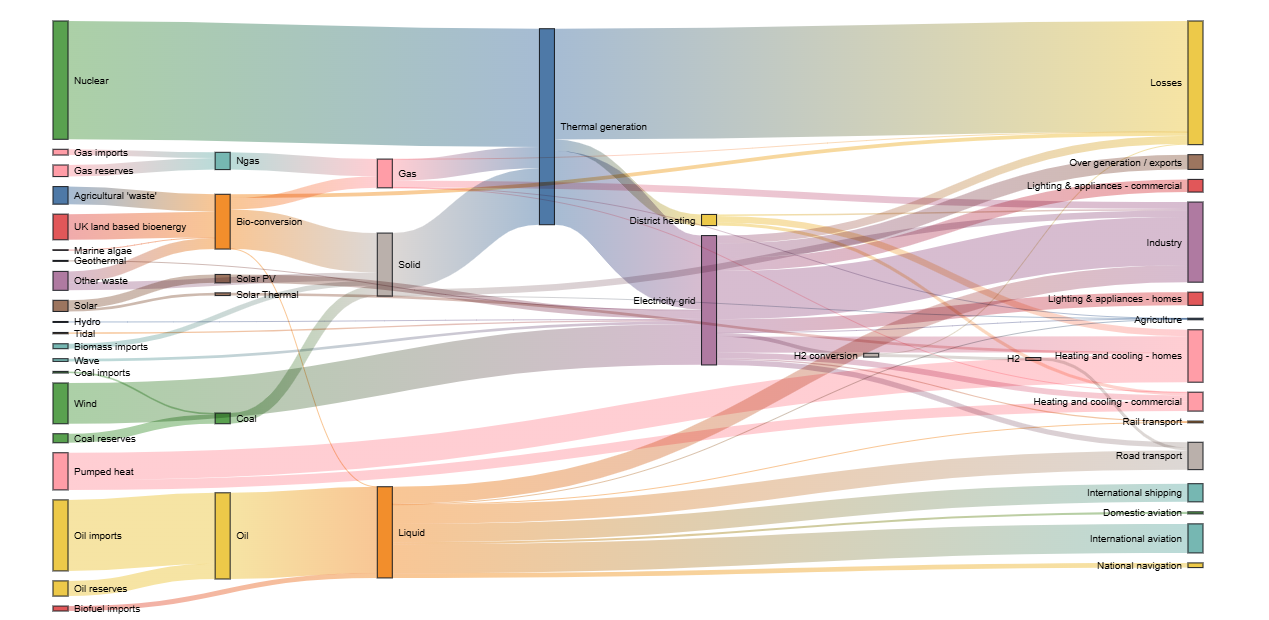 Nuclear
Gas imports
Gas reserves
Agricultural 'waste'
UK land based bioenergy
Marine algae
Geothermal
Other waste
Solar
Hydro
Tidal
Biomass imports
Wave
Coal imports
Wind
Coal reserves
Pumped heat
Oil imports
Oil reserves
Biofuel imports
Ngas
Bio-conversion
Solar PV
Solar Thermal
Coal
Oil
Gas
Solid
Liquid
Thermal generation
District heating
Electricity grid
H2 conversion
H2
Losses
Over generation / exports
Lighting & appliances - commercial
Industry
Lighting & appliances - homes
Agriculture
Heating and cooling - homes
Heating and cooling - commercial
Rail transport
Road transport
International shipping
Domestic aviation
International aviation
National navigation